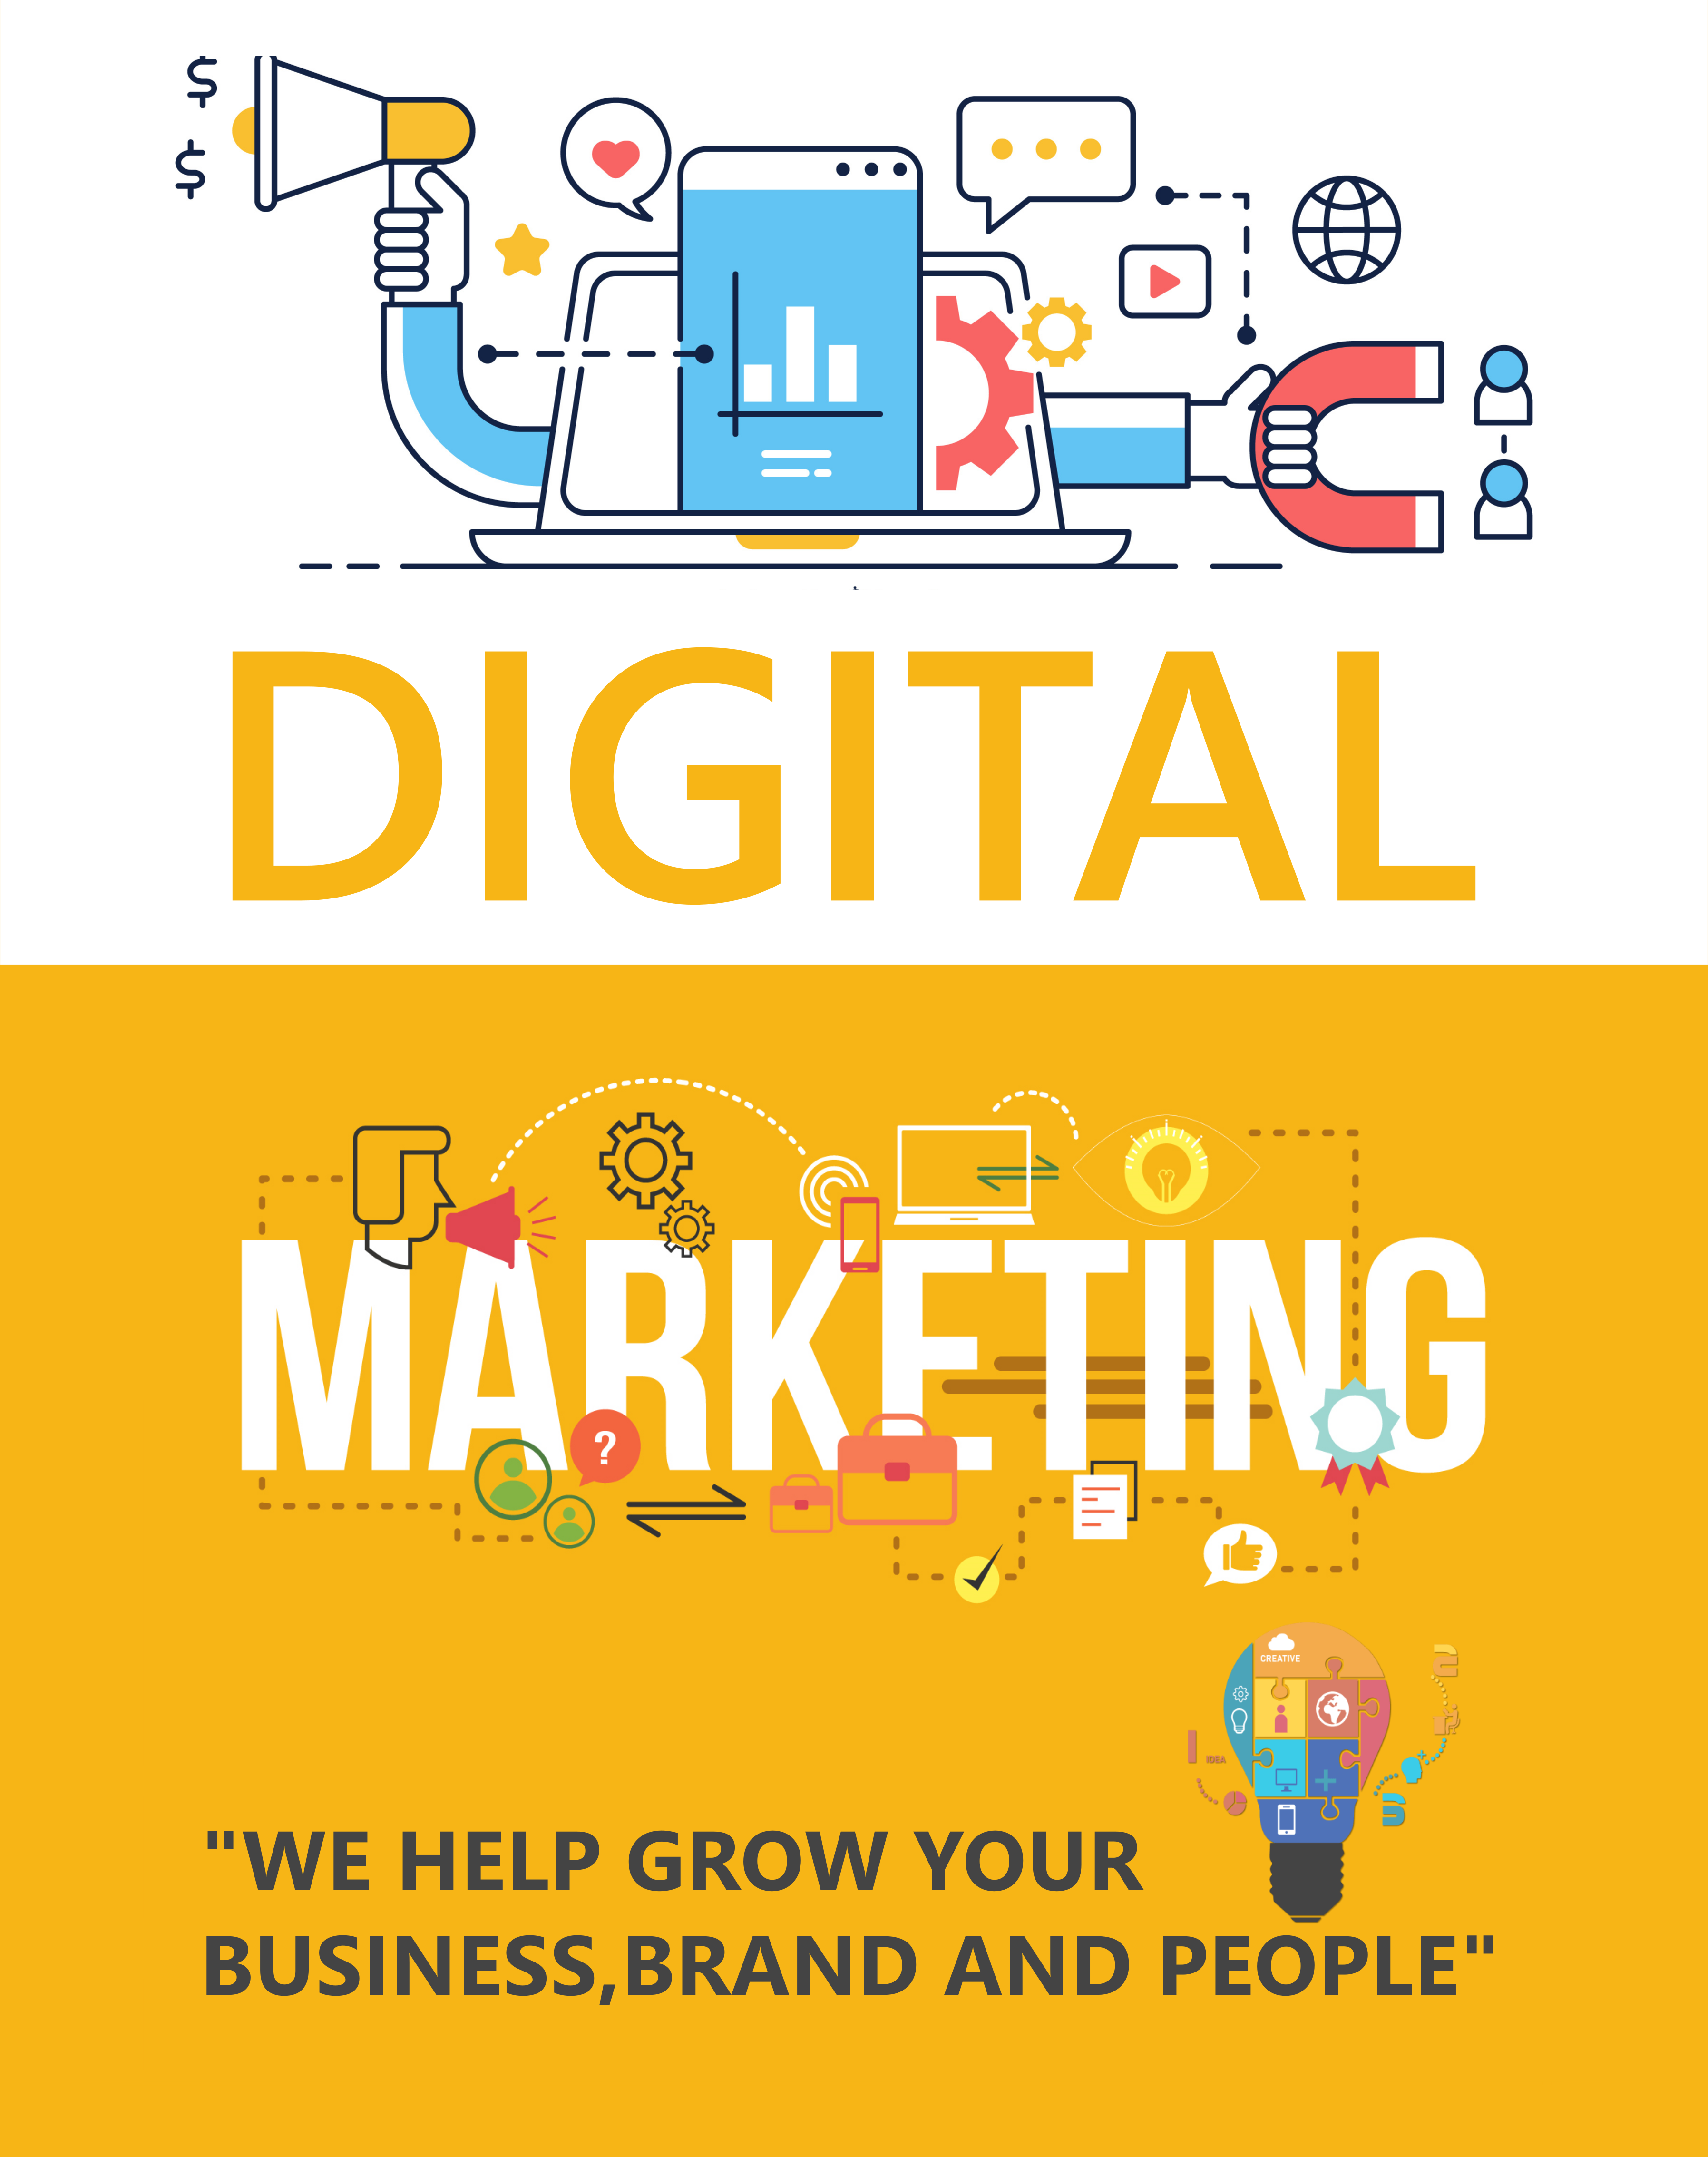 DIGITAL
MARKETING
?
CREATIVE
IDEA
"WE HELP GROW YOUR
BUSINESS,BRAND AND PEOPLE"